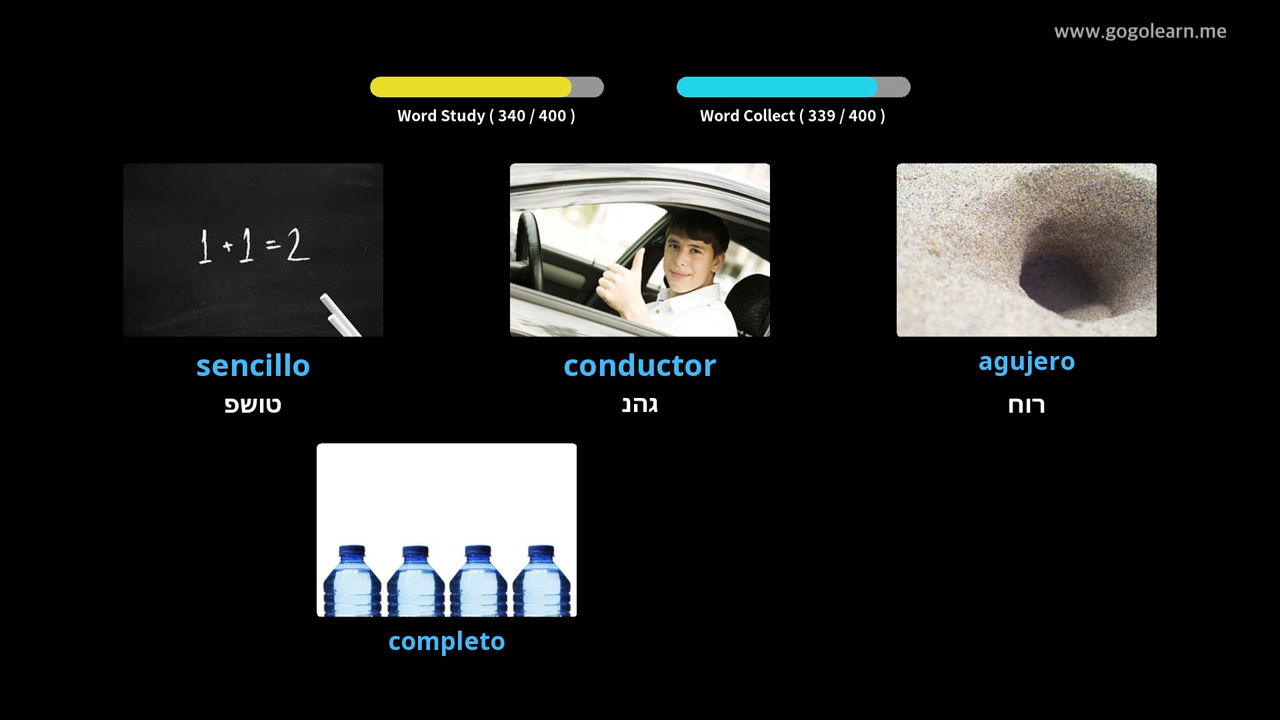 www.gogolearn.me
Word Study ( 340 / 400 )
Word Collect ( 339 / 400 )
1 + 1 = 2
sencillo
טושפ
conductor
גהנ
agujero
רוח
completo